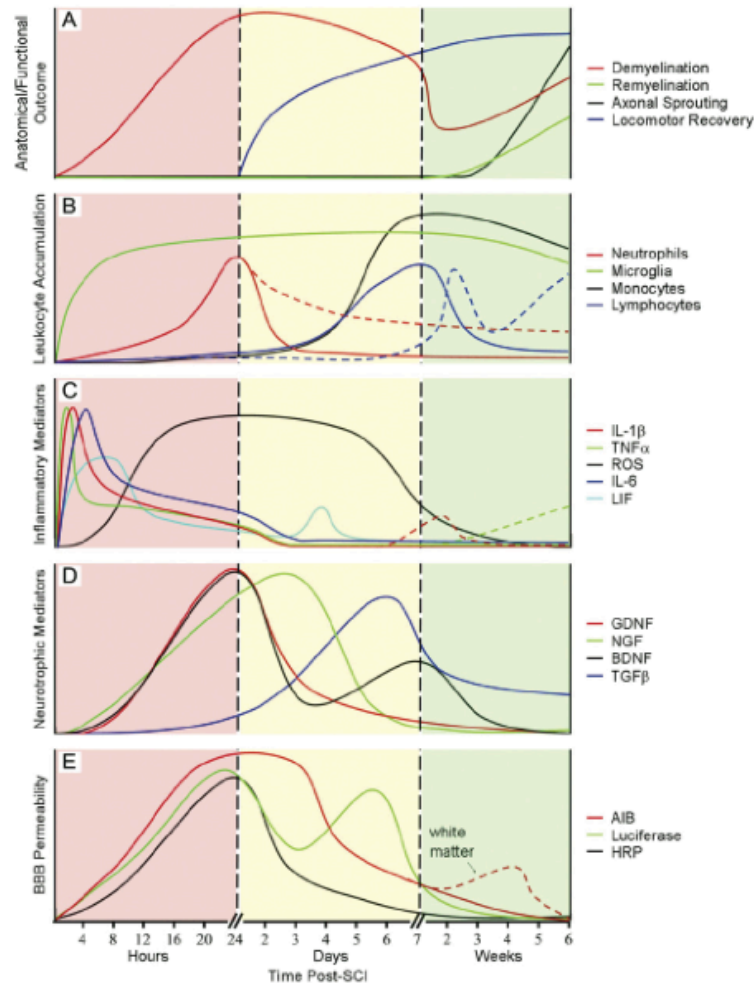 A
Anatomical/Functional
Outcome
Demyelination
Remyelination
Axonal Sprouting
Locomotor Recovery
B
Leukocyte Accumulation
Neutrophils
Microglia
Monocytes
Lymphocytes
C
Inflammatory Mediators
IL-1β
TNFα
ROS
IL-6
LIF
D
Neurotrophic Mediators
GDNF
NGF
BDNF
TGFβ
E
BBB Permeability
white
matter
AIB
Luciferase
HRP
4 8 12 16 20 24 2 3 4 5 6 7 2 3 4 5 6
Hours Days Weeks
Time Post-SCI